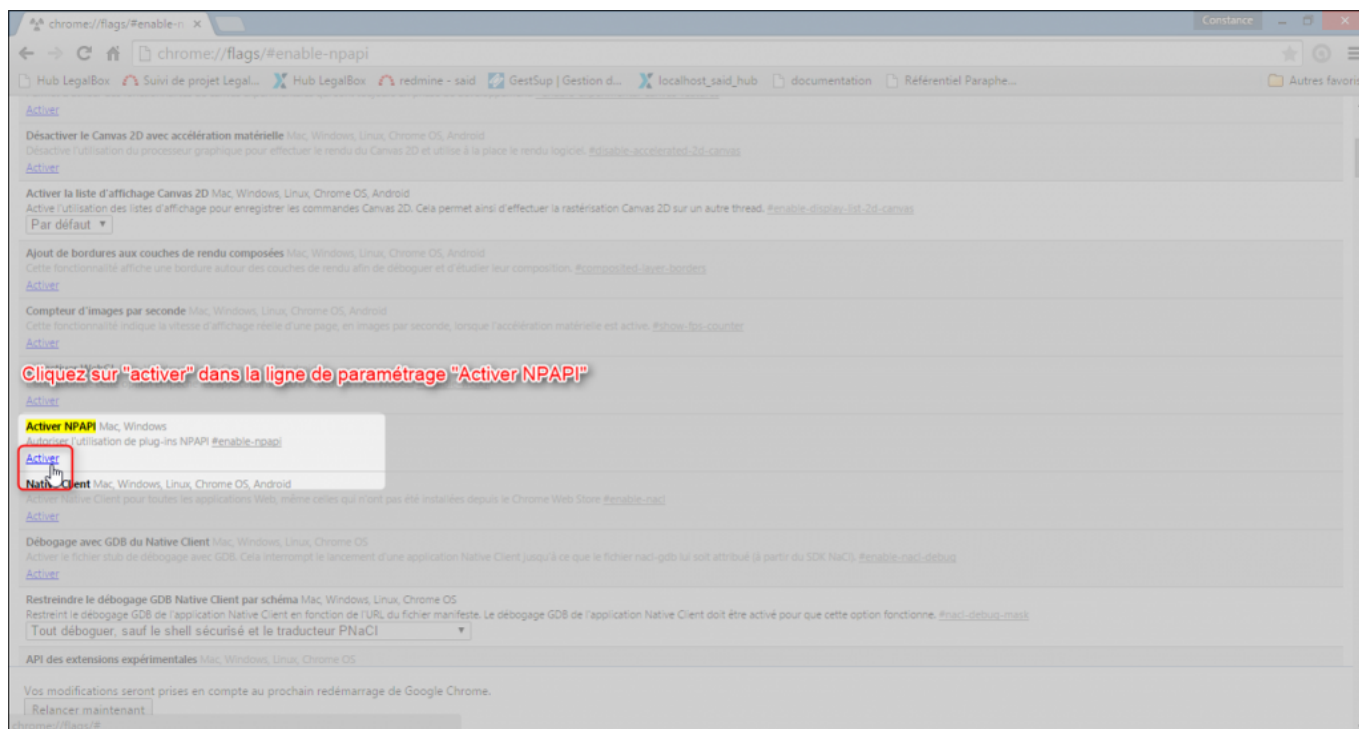 chrome://flags/#enable-n
Constance
chrome://flags/#enable-npapi
Hub LegalBox Suivi de projet Legal... Hub LegalBox redmine - said GestSup | Gestion d... localhost_said_hub documentation Référentiel Paraphe... Autres favoris
Activer
Désactiver le Canvas 2D avec accélération matérielle Mac, Windows, Linux, Chrome OS, Android
Désactive l'utilisation du processeur graphique pour effectuer le rendu du Canvas 2D et utilise à la place le rendu logiciel. #disable-accelerated-2d-canvas
Activer
Activer la liste d'affichage Canvas 2D Mac, Windows, Linux, Chrome OS, Android
Active l'utilisation des listes d'affichage pour enregistrer les commandes Canvas 2D. Cela permet ainsi d'effectuer la rastérisation Canvas 2D sur un autre thread. #enable-display-list-2d-canvas
Par défaut
Ajout de bordures aux couches de rendu composées Mac, Windows, Linux, Chrome OS, Android
Cette fonctionnalité affiche une bordure autour des couches de rendu afin de déboguer et d'étudier leur composition. #composited-layer-borders
Activer
Compteur d'images par seconde Mac, Windows, Linux, Chrome OS, Android
Cette fonctionnalité indique la vitesse d'affichage réelle d'une page, en images par seconde, lorsque l'accélération matérielle est active. #show-fps-counter
Activer
Cliquez sur "activer" dans la ligne de paramétrage "Activer NPAPI"
Activer
Activer NPAPI Mac, Windows
Autoriser l'utilisation de plug-ins NPAPI #enable-npapi
Activer
Native Client Mac, Windows, Linux, Chrome OS, Android
Activer Native Client pour toutes les applications Web, même celles qui n'ont pas été installées depuis le Chrome Web Store #enable-nacl
Activer
Débogage avec GDB du Native Client Mac, Windows, Linux, Chrome OS
Activer le fichier stub de débogage avec GDB. Cela interrompt le lancement d'une application Native Client jusqu'à ce que le fichier nacl-gdb lui soit attribué (à partir du SDK NaCl). #enable-nacl-debug
Activer
Restreindre le débogage GDB Native Client par schéma Mac, Windows, Linux, Chrome OS
Restreint le débogage GDB de l'application Native Client en fonction de l'URL du fichier manifeste. Le débogage GDB de l'application Native Client doit être activé pour que cette option fonctionne. #nacl-debug-mask
Tout déboguer, sauf le shell sécurisé et le traducteur PNaCl
API des extensions expérimentales Mac, Windows, Linux, Chrome OS
Vos modifications seront prises en compte au prochain redémarrage de Google Chrome.
Relancer maintenant
chrome://flags/#